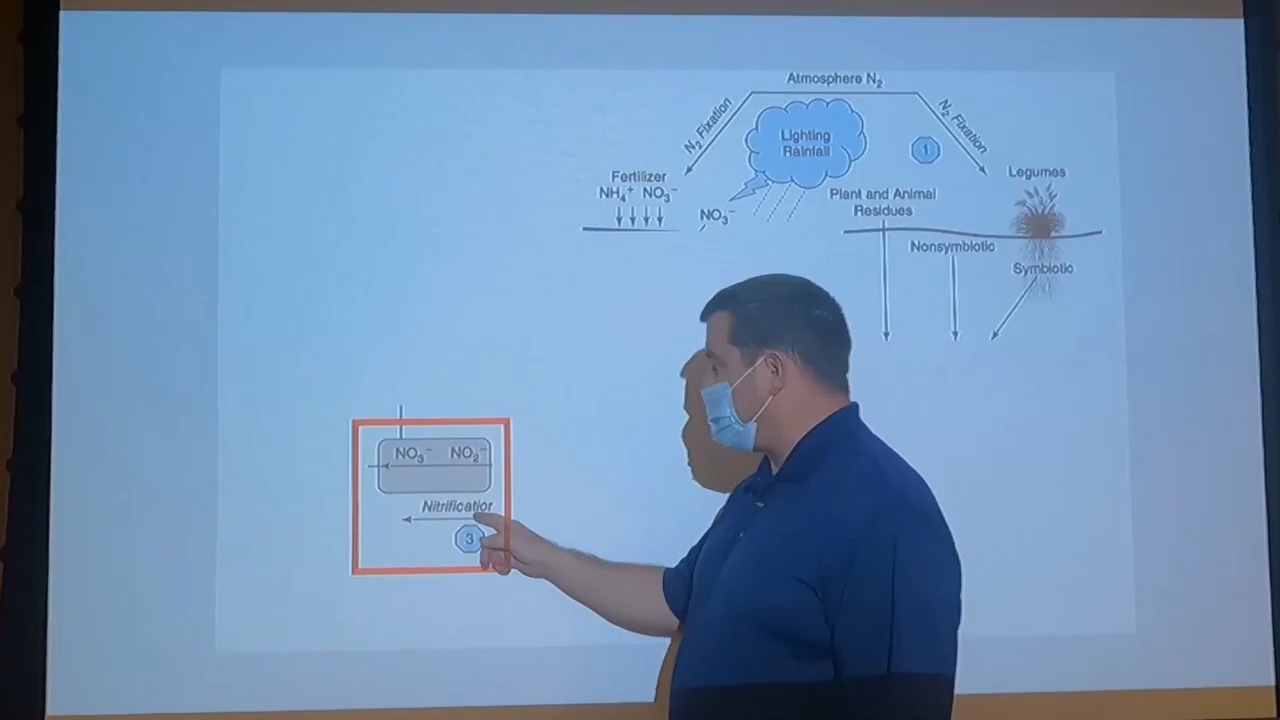 Atmosphere N₂
N₂ Fixation
N₂ Fixation
Lighting
Rainfall
1
Fertilizer
NH₄⁺ NO₃⁻
NO₃⁻
Plant and Animal
Residues
Legumes
Nonsymbiotic
Symbiotic
NO₃⁻ NO₂⁻
Nitrification
3